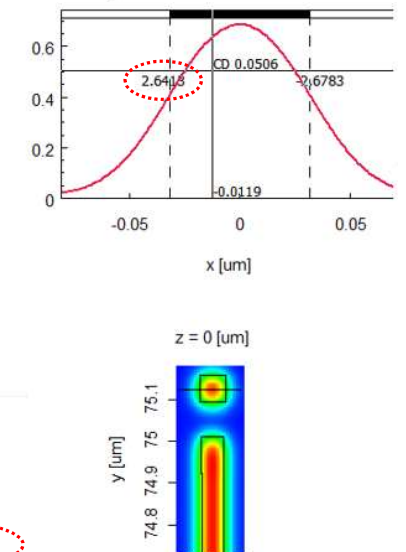 0.6
CD 0.0506
2.6413 -2.6783
0.4
0.2
-0.0119
0
-0.05 0 0.05
x [um]
z = 0 [um]
75.1
75
y [um]
74.9
74.8